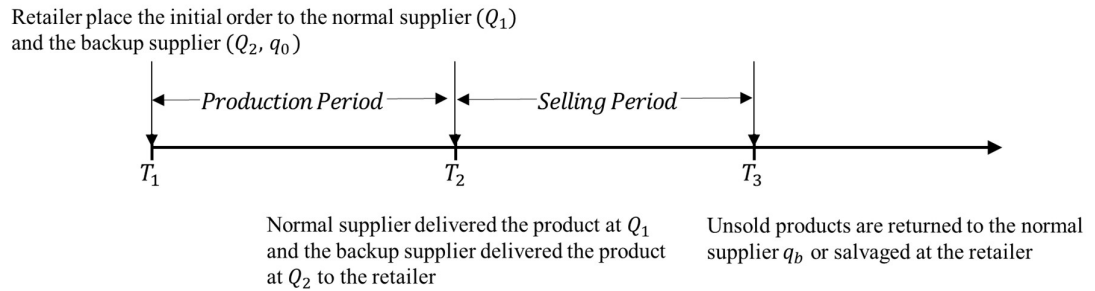 Retailer place the initial order to the normal supplier (Q₁)
and the backup supplier (Q₂, q₀)
Production Period
Selling Period
T₁
T₂
T₃
Normal supplier delivered the product at Q₁
and the backup supplier delivered the product
at Q₂ to the retailer
Unsold products are returned to the normal
supplier q_b or salvaged at the retailer